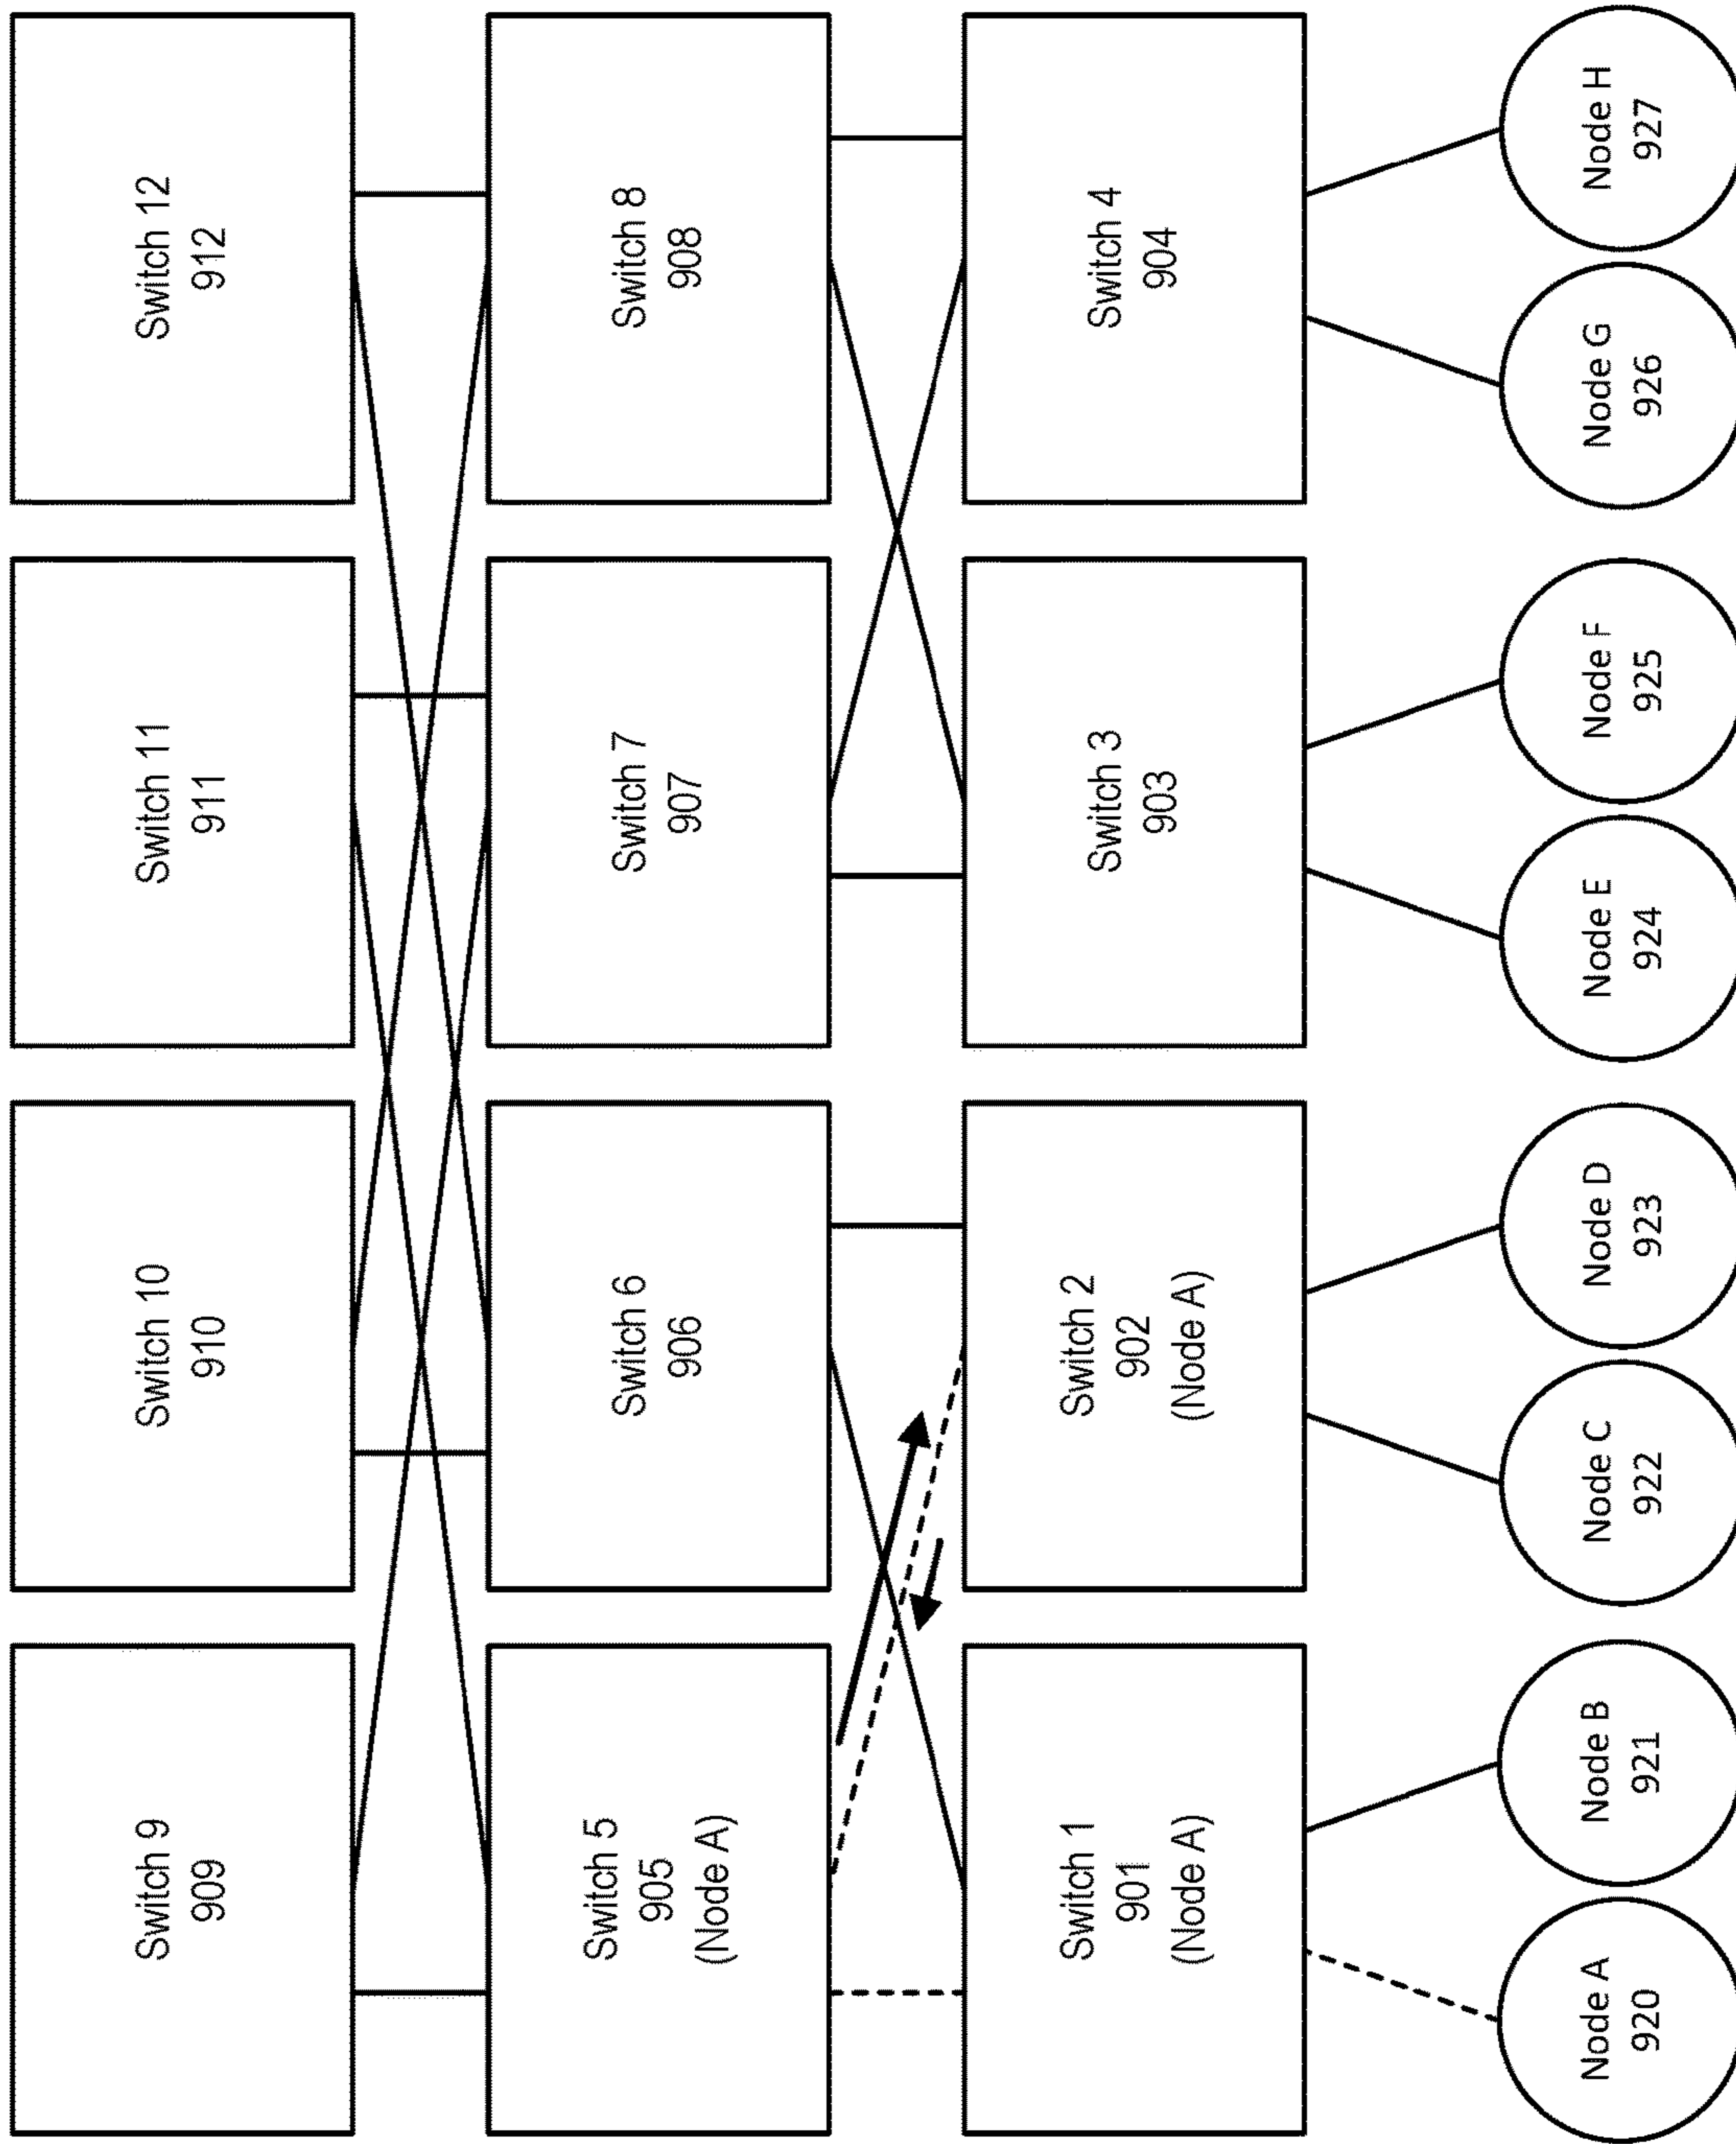 Switch 9
909
Switch 10
910
Switch 11
911
Switch 12
912
Switch 5
905
(Node A)
Switch 6
906
Switch 7
907
Switch 8
908
Switch 1
901
(Node A)
Switch 2
902
(Node A)
Switch 3
903
Switch 4
904
Node A
920
Node B
921
Node C
922
Node D
923
Node E
924
Node F
925
Node G
926
Node H
927